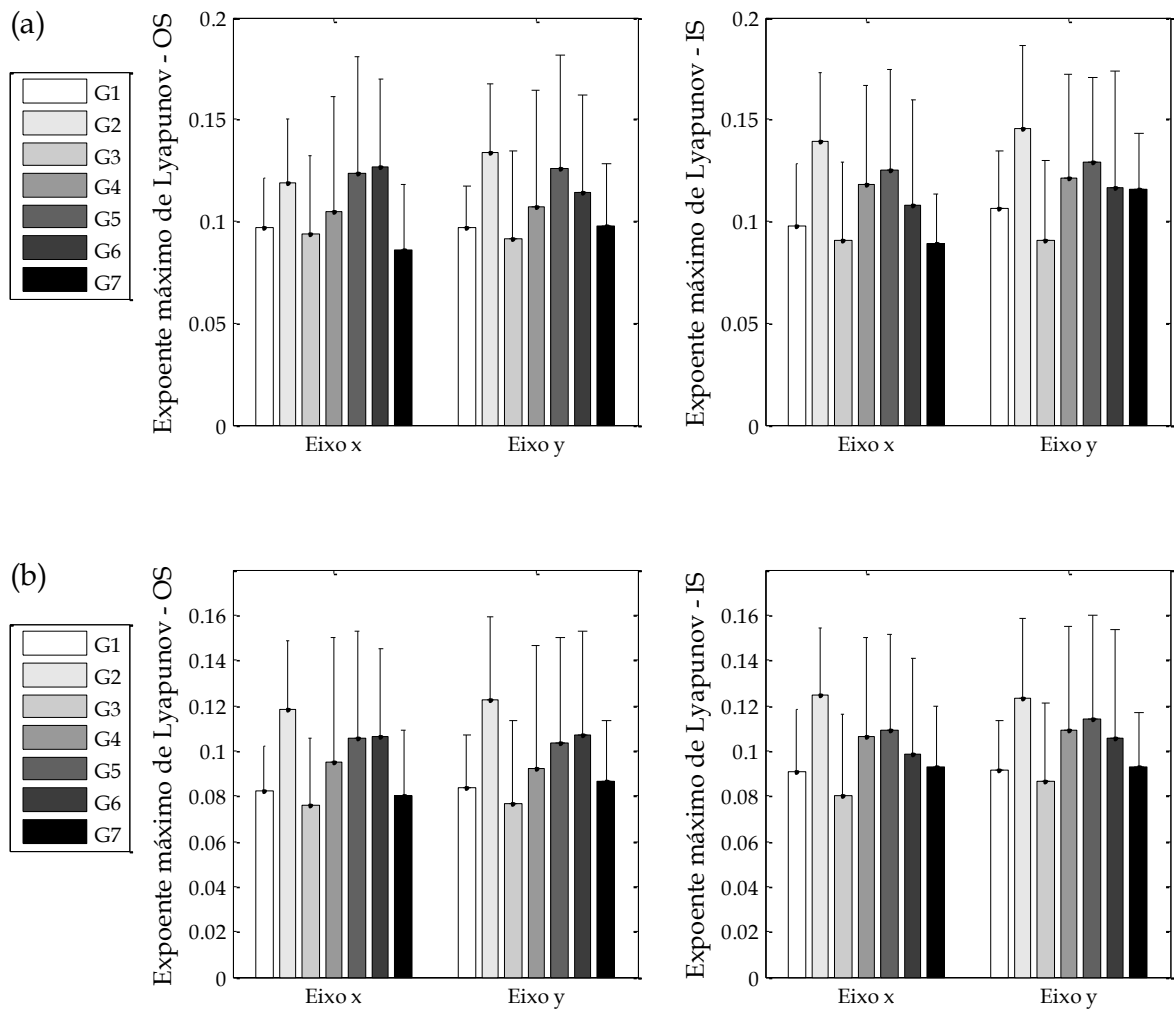 (a)
G1
G2
G3
G4
G5
G6
G7
Expoente máximo de Lyapunov - OS
0.2
0.15
0.1
0.05
0
Eixo x
Eixo y
Expoente máximo de Lyapunov - IS
0.2
0.15
0.1
0.05
0
Eixo x
Eixo y
(b)
G1
G2
G3
G4
G5
G6
G7
Expoente máximo de Lyapunov - OS
0.16
0.14
0.12
0.1
0.08
0.06
0.04
0.02
0
Eixo x
Eixo y
Expoente máximo de Lyapunov - IS
0.16
0.14
0.12
0.1
0.08
0.06
0.04
0.02
0
Eixo x
Eixo y